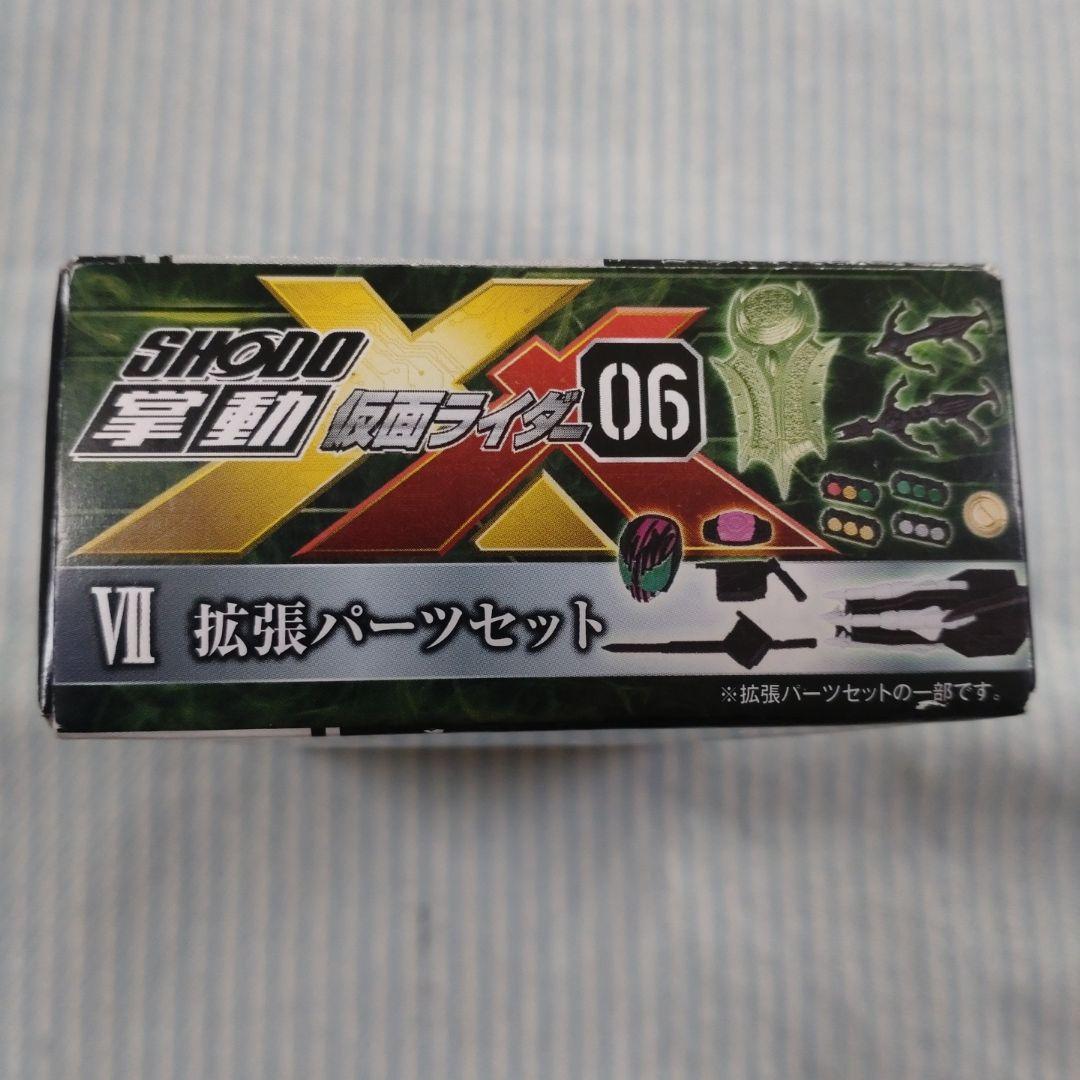 SHODO
掌動
仮面ライダー
XX
06
VII 拡張パーツセット
※拡張パーツセットの一部です。